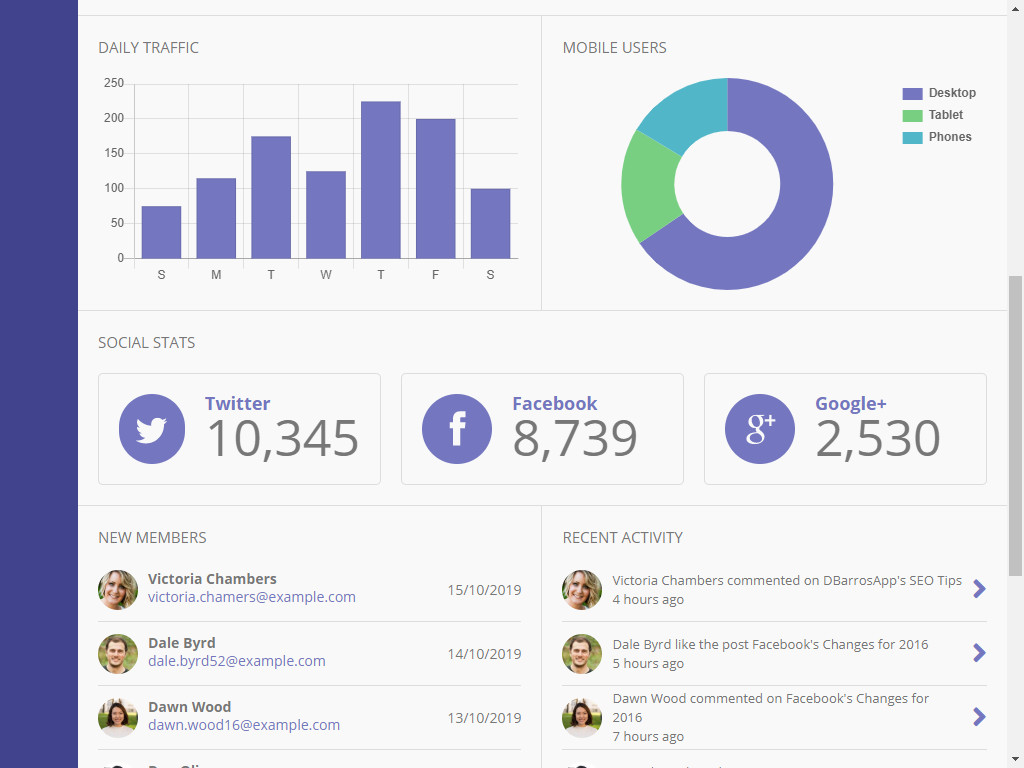 DAILY TRAFFIC
250
200
150
100
50
0
S M T W T F S
MOBILE USERS
Desktop
Tablet
Phones
SOCIAL STATS
Twitter
10,345
Facebook
8,739
Google+
2,530
NEW MEMBERS
Victoria Chambers
victoria.chamers@example.com
15/10/2019
Dale Byrd
dale.byrd52@example.com
14/10/2019
Dawn Wood
dawn.wood16@example.com
13/10/2019
RECENT ACTIVITY
Victoria Chambers commented on DBarrosApp's SEO Tips
4 hours ago
Dale Byrd like the post Facebook's Changes for 2016
5 hours ago
Dawn Wood commented on Facebook's Changes for
2016
7 hours ago